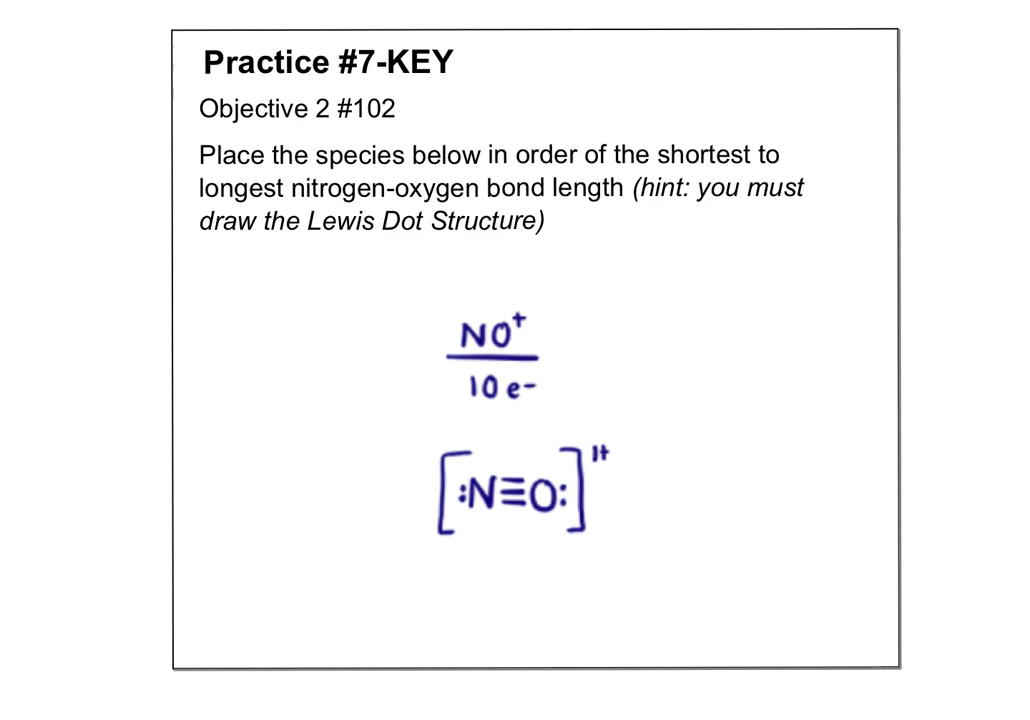 Practice #7-KEY
Objective 2 #102
Place the species below in order of the shortest to
longest nitrogen-oxygen bond length (hint: you must
draw the Lewis Dot Structure)
NO⁺
10 e-
[:N≡O:]¹⁺